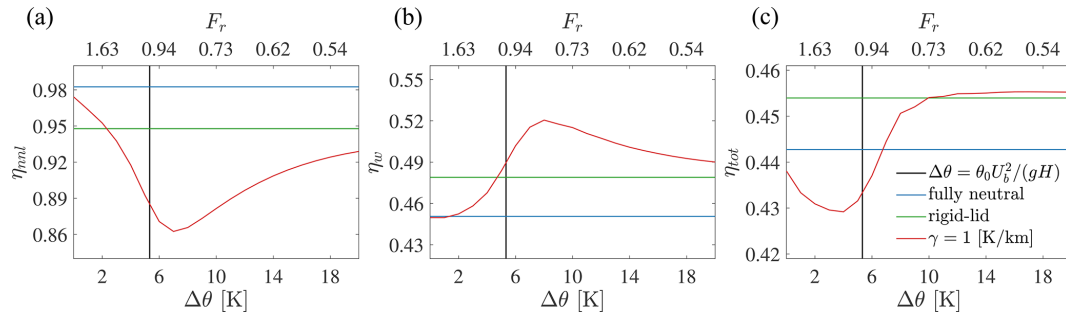 (a)
F_r
1.63 0.94 0.73 0.62 0.54
0.98
0.95
0.92
0.89
0.86
η_nnl
2 6 10 14 18
Δθ [K]
(b)
F_r
1.63 0.94 0.73 0.62 0.54
0.55
0.52
0.49
0.46
0.43
η_w
2 6 10 14 18
Δθ [K]
(c)
F_r
1.63 0.94 0.73 0.62 0.54
0.46
0.45
0.44
0.43
0.42
η_tot
Δθ = θ_0U_b^2/(gH)
fully neutral
rigid-lid
γ = 1 [K/km]
2 6 10 14 18
Δθ [K]